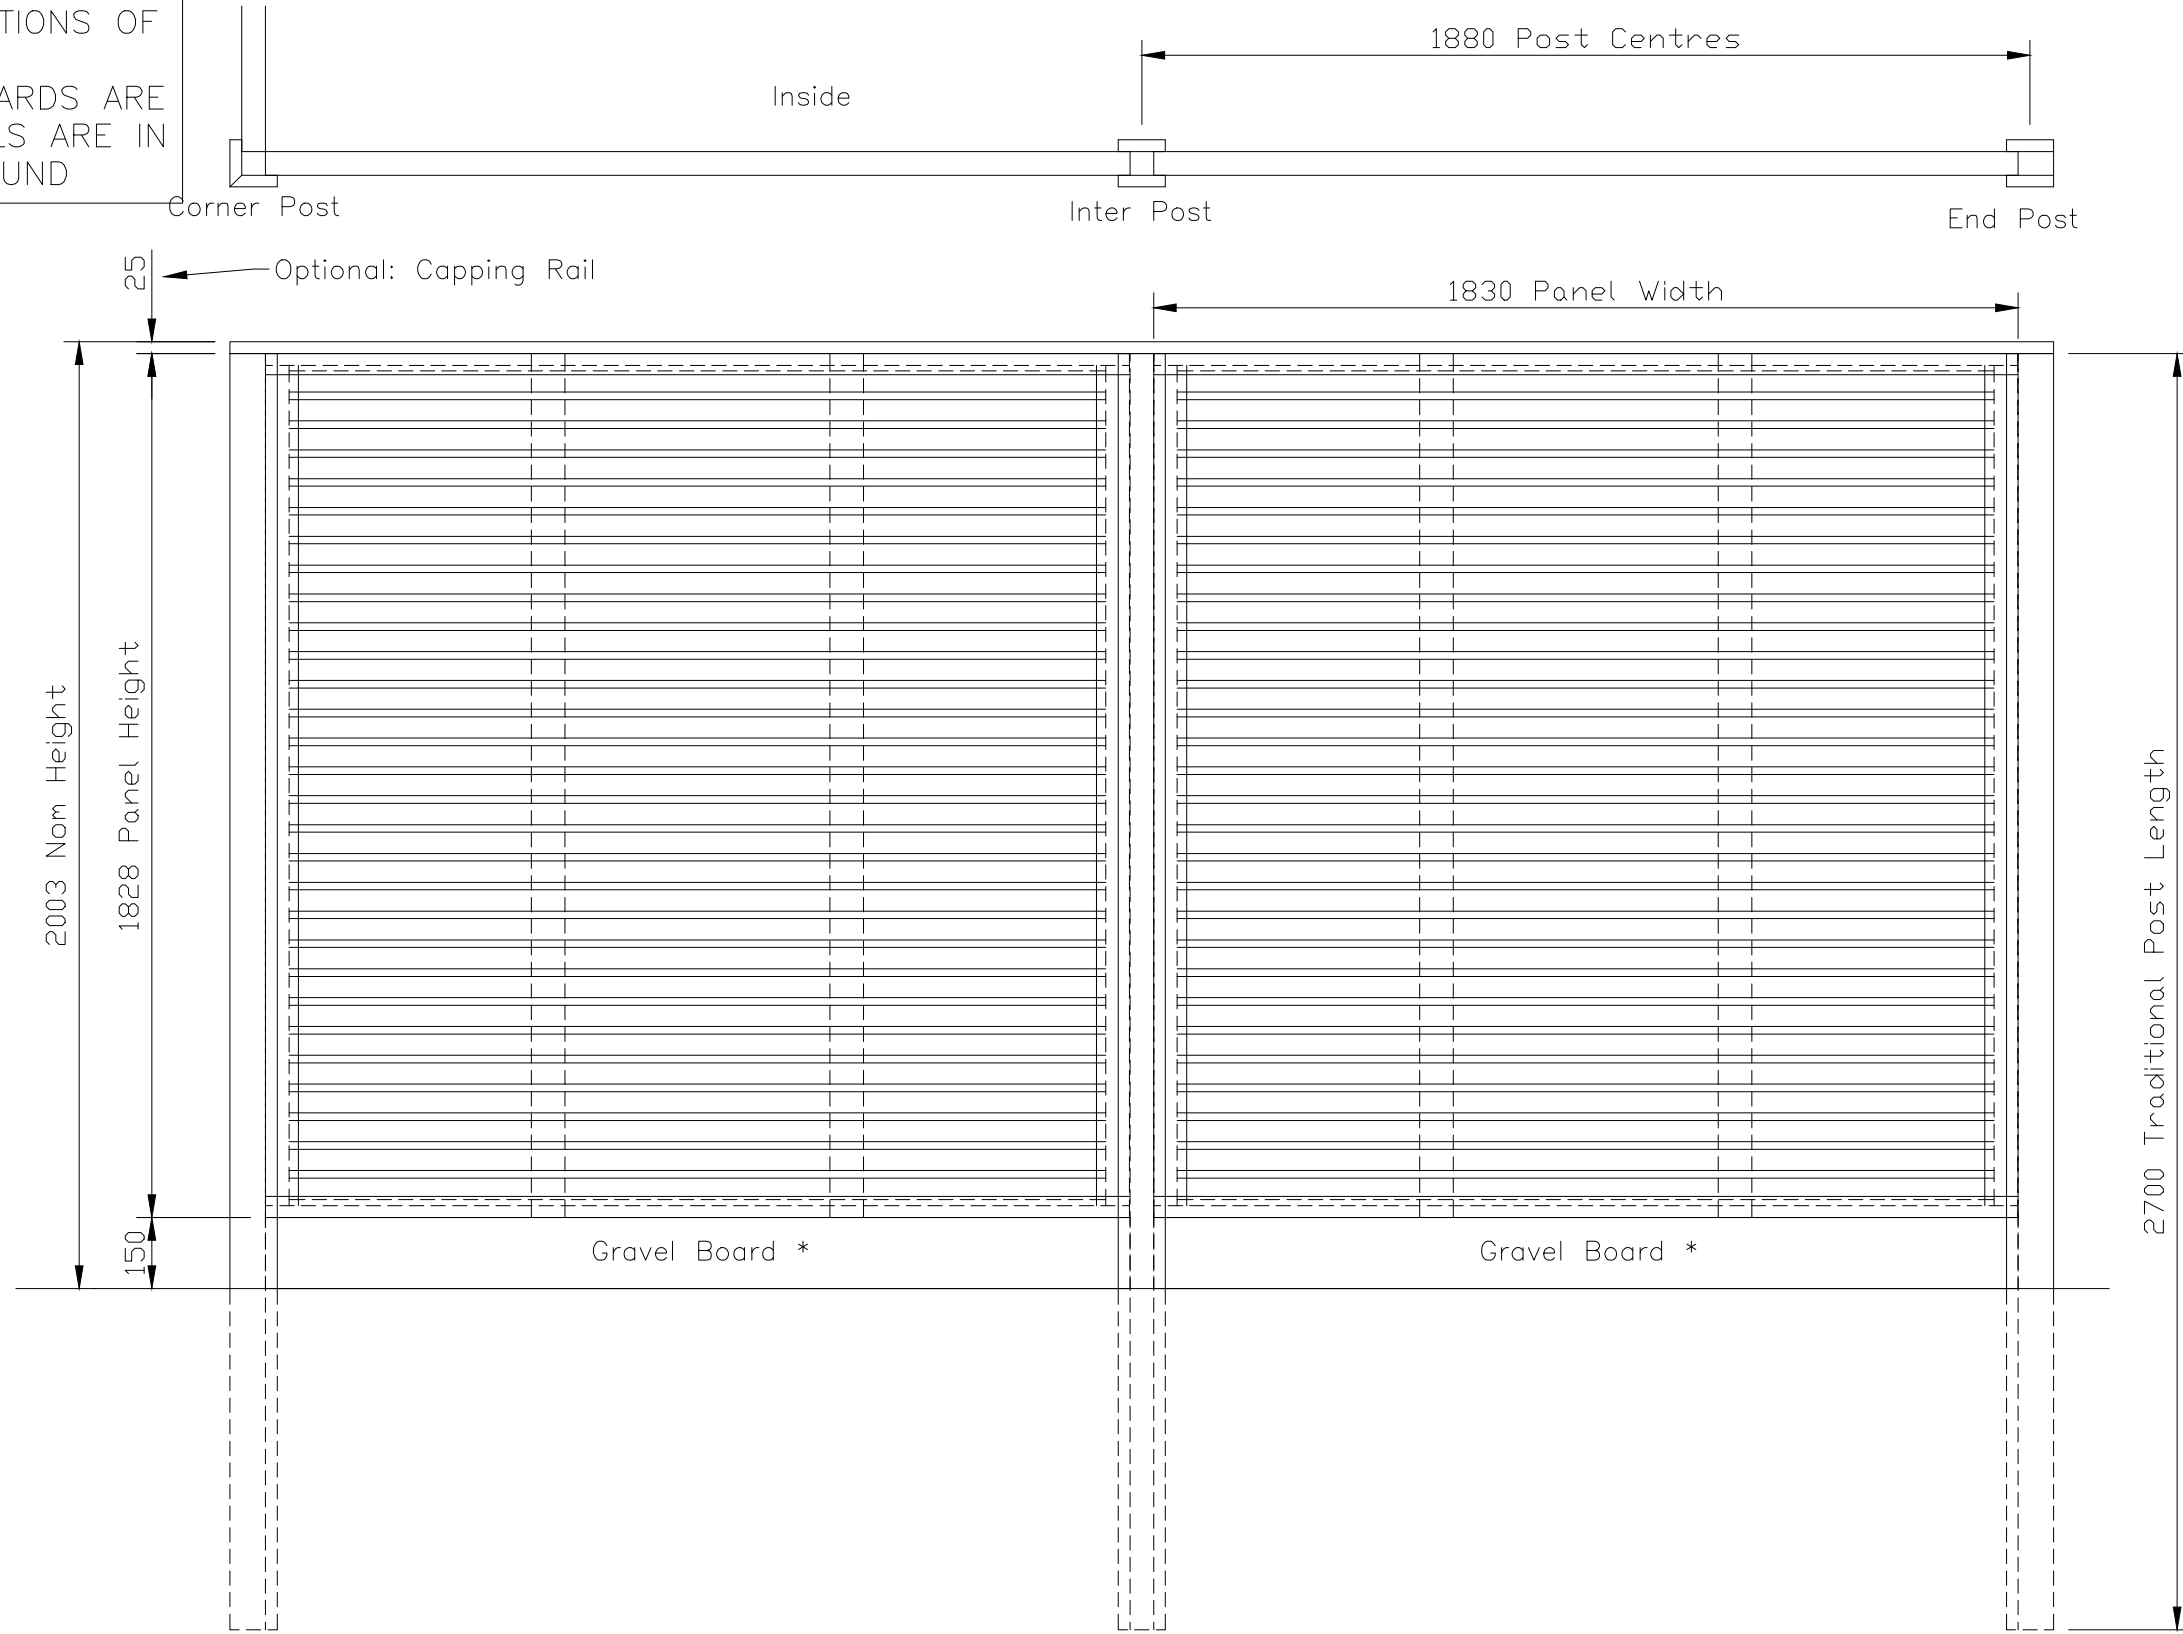 TIONS OF
ARDS ARE
LS ARE IN
UND
1880 Post Centres
Inside
Corner Post
Inter Post
End Post
25
Optional: Capping Rail
1830 Panel Width
2003 Nom Height
1828 Panel Height
2700 Traditional Post Length
150
Gravel Board *
Gravel Board *